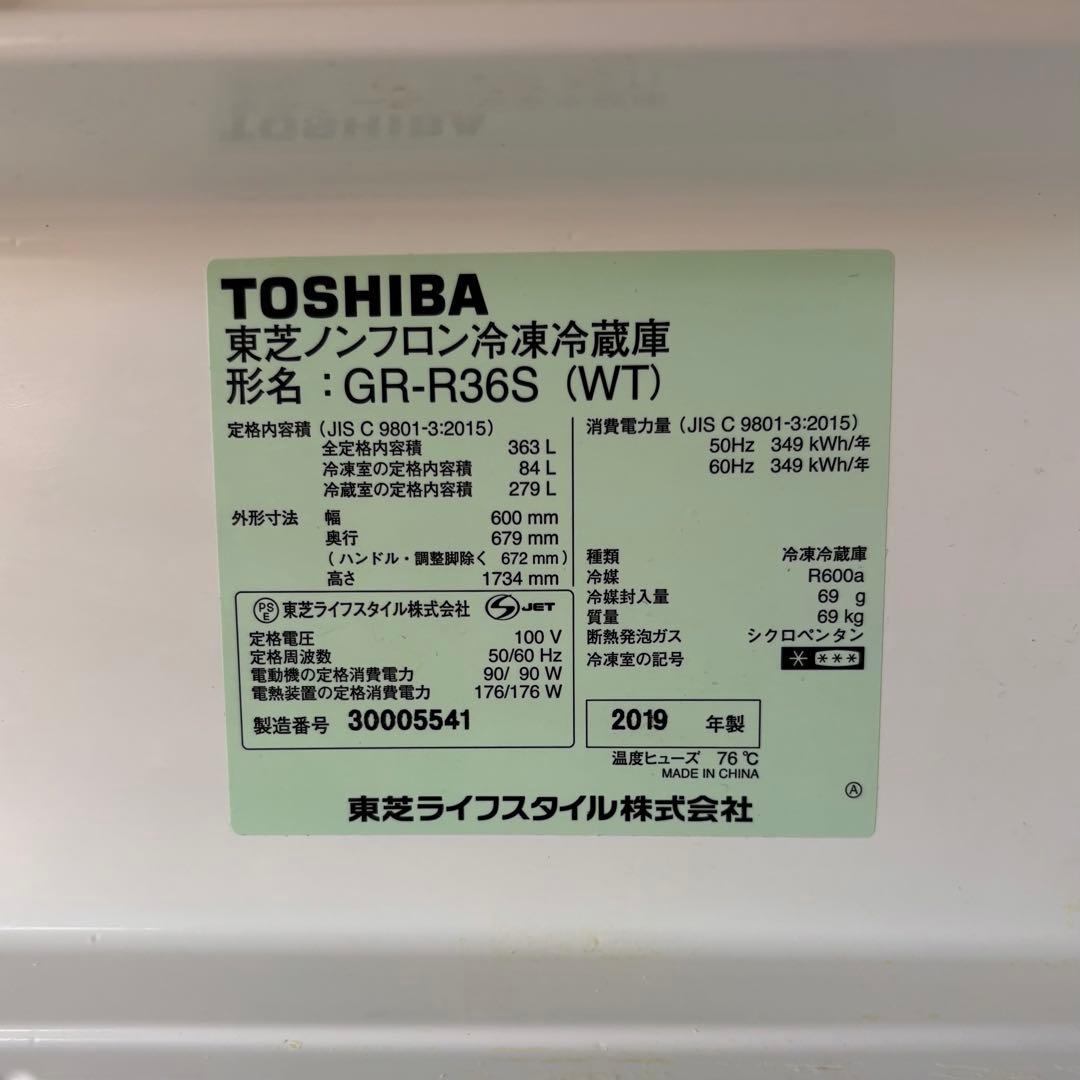 TOSHIBA
東芝ノンフロン冷凍冷蔵庫
形名：GR-R36S (WT)
定格内容積 (JIS C 9801-3:2015)
全定格内容積 363 L
冷凍室の定格内容積 84 L
冷蔵室の定格内容積 279 L
外形寸法 幅 600 mm
奥行 679 mm
(ハンドル・調整脚除く 672 mm)
高さ 1734 mm
PS E 東芝ライフスタイル株式会社 S JET
定格電圧 100 V
定格周波数 50/60 Hz
電動機の定格消費電力 90/ 90 W
電熱装置の定格消費電力 176/176 W
製造番号 30005541
消費電力量 (JIS C 9801-3:2015)
50Hz 349 kWh/年
60Hz 349 kWh/年
種類 冷凍冷蔵庫
冷媒 R600a
冷媒封入量 69 g
質量 69 kg
断熱発泡ガス シクロペンタン
冷凍室の記号 * ***
2019 年製
温度ヒューズ 76 ℃
MADE IN CHINA
Ⓐ
東芝ライフスタイル株式会社